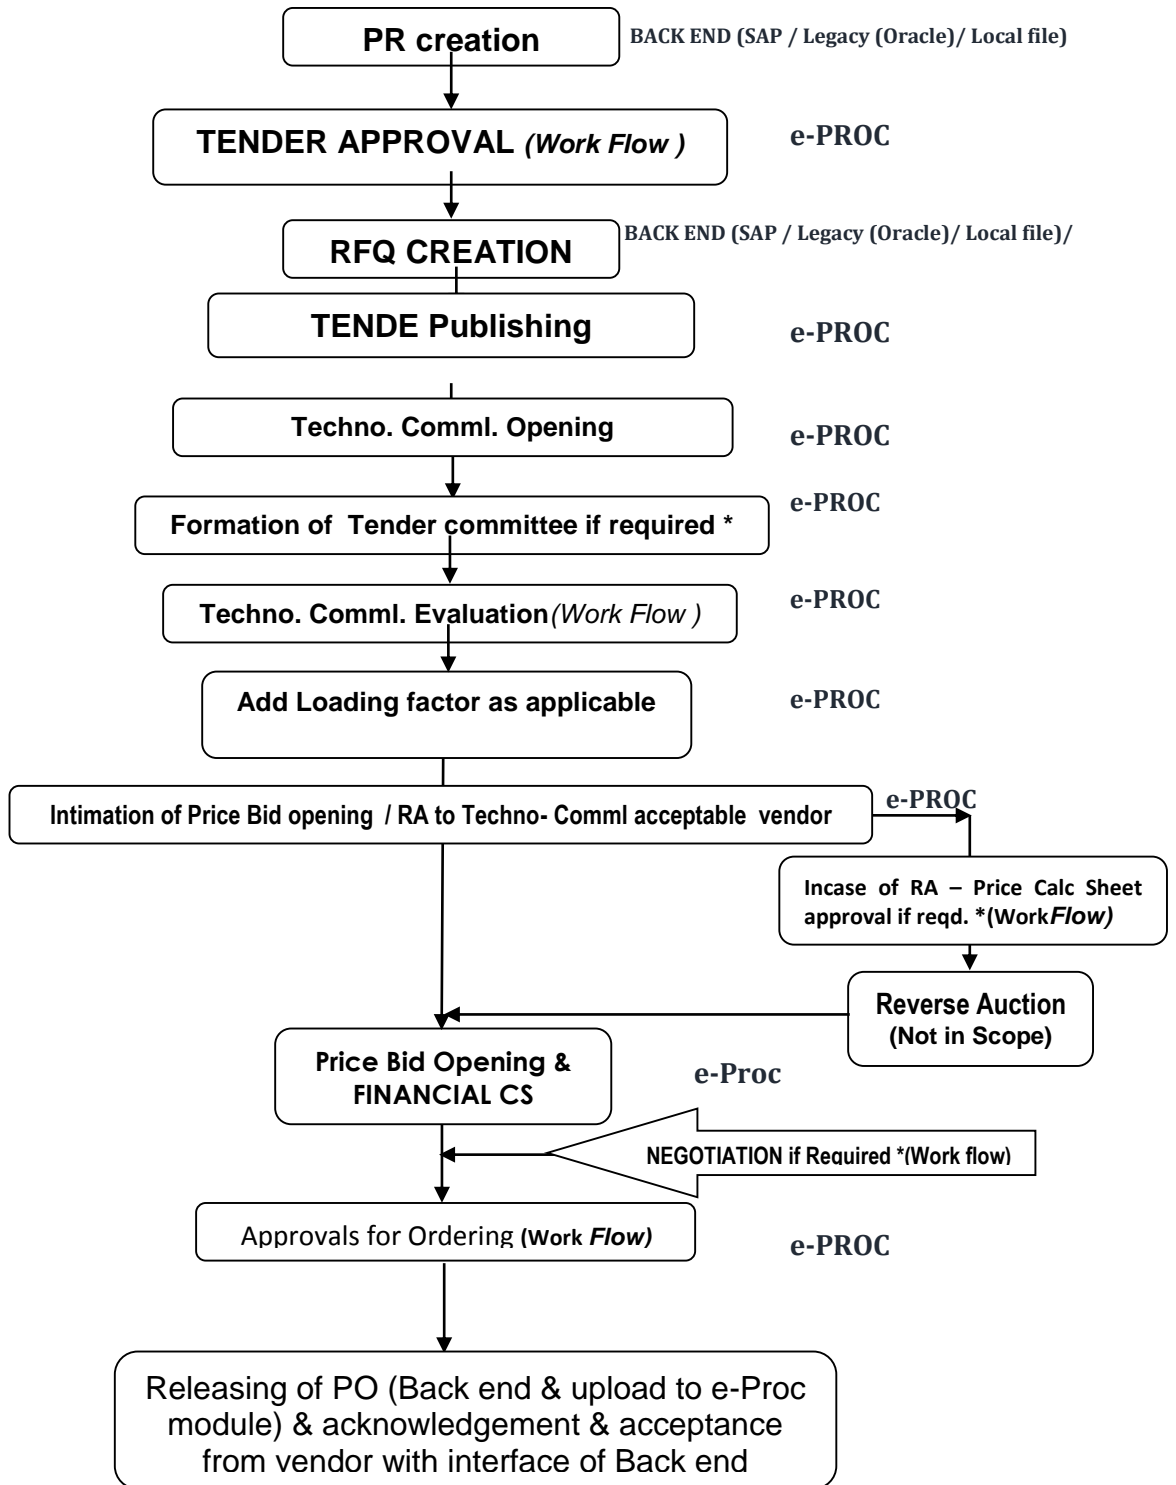 PR creation
BACK END (SAP / Legacy (Oracle)/ Local file)
TENDER APPROVAL (Work Flow )
e-PROC
RFQ CREATION
BACK END (SAP / Legacy (Oracle)/ Local file)/
TENDE Publishing
e-PROC
Techno. Comml. Opening
e-PROC
Formation of Tender committee if required *
e-PROC
Techno. Comml. Evaluation(Work Flow )
e-PROC
Add Loading factor as applicable
e-PROC
Intimation of Price Bid opening / RA to Techno- Comml acceptable vendor
e-PROC
Incase of RA – Price Calc Sheet
approval if reqd. *(Work Flow)
Reverse Auction
(Not in Scope)
Price Bid Opening &
FINANCIAL CS
e-Proc
NEGOTIATION if Required *(Work flow)
Approvals for Ordering (Work Flow)
e-PROC
Releasing of PO (Back end & upload to e-Proc
module) & acknowledgement & acceptance
from vendor with interface of Back end